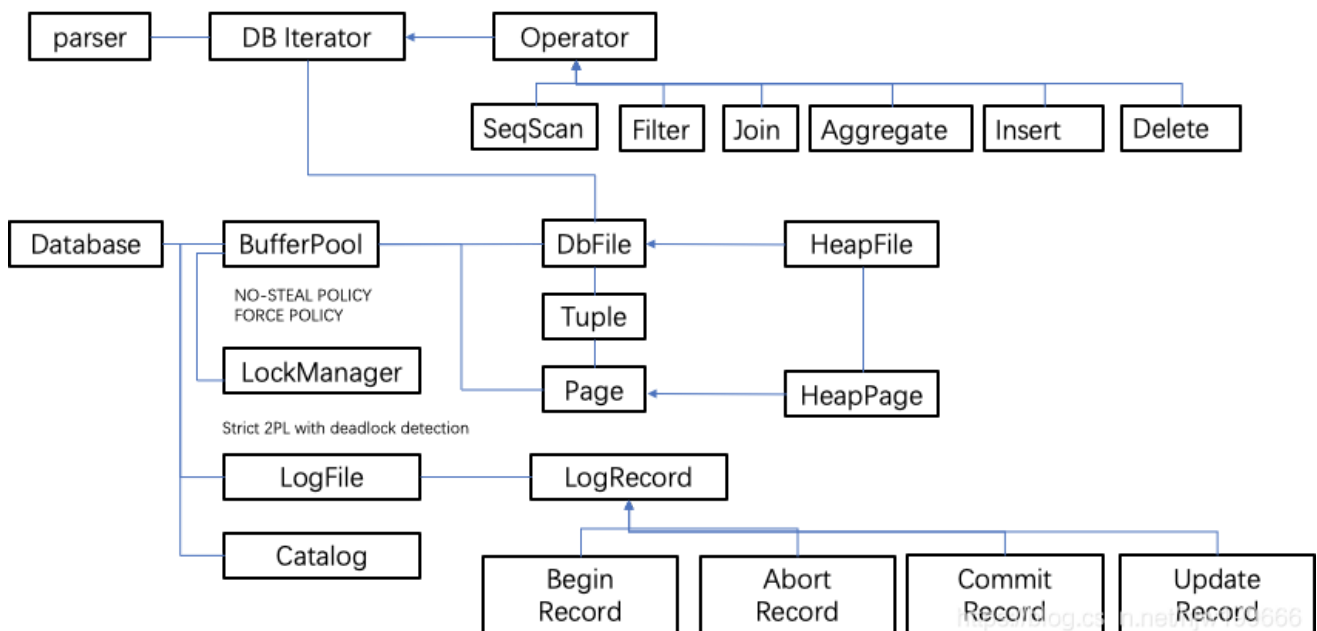 parser
DB Iterator
Operator
SeqScan
Filter
Join
Aggregate
Insert
Delete
Database
BufferPool
DbFile
HeapFile
NO-STEAL POLICY
FORCE POLICY
Tuple
LockManager
Page
HeapPage
Strict 2PL with deadlock detection
LogFile
LogRecord
Catalog
Begin
Record
Abort
Record
Commit
Record
Update
Record